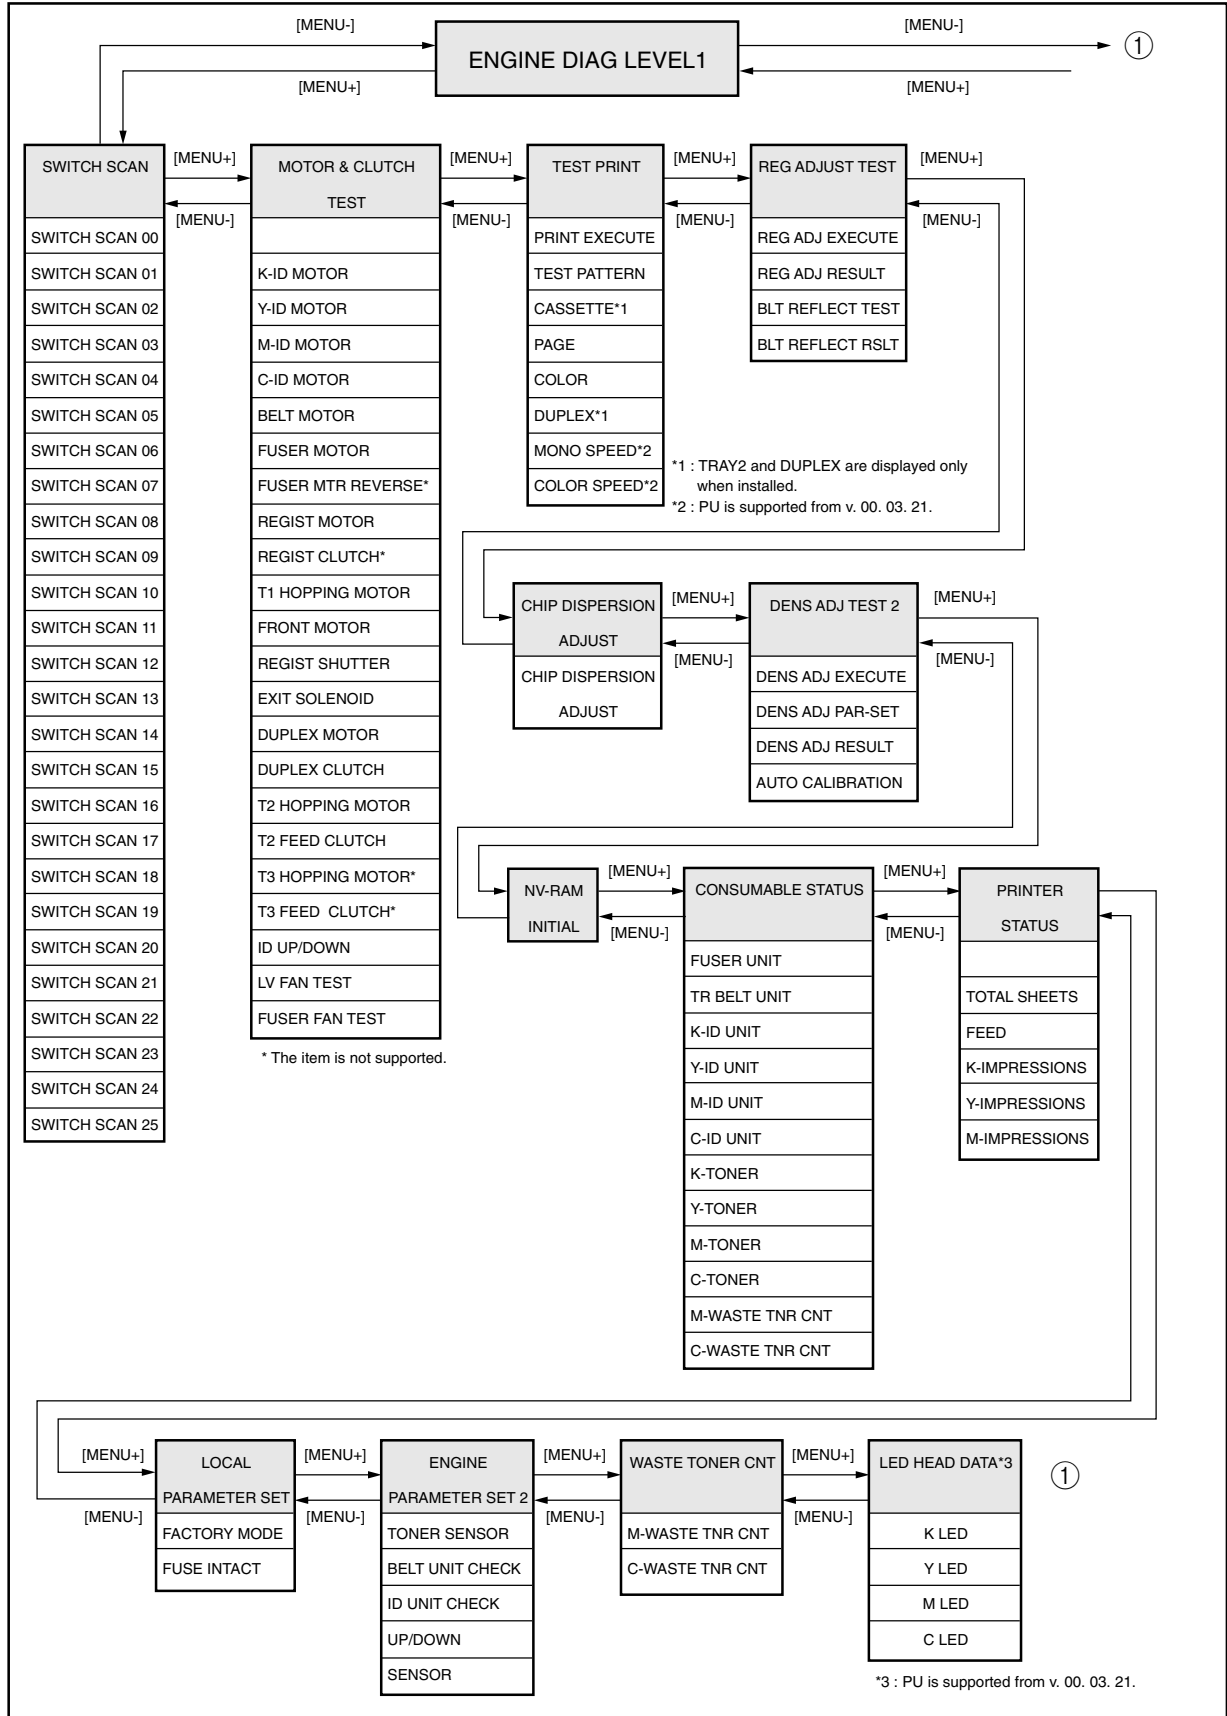 [MENU-]
[MENU-]
ENGINE DIAG LEVEL1
①
[MENU+]
[MENU+]
SWITCH SCAN
[MENU+]
[MENU-]
SWITCH SCAN 00
SWITCH SCAN 01
SWITCH SCAN 02
SWITCH SCAN 03
SWITCH SCAN 04
SWITCH SCAN 05
SWITCH SCAN 06
SWITCH SCAN 07
SWITCH SCAN 08
SWITCH SCAN 09
SWITCH SCAN 10
SWITCH SCAN 11
SWITCH SCAN 12
SWITCH SCAN 13
SWITCH SCAN 14
SWITCH SCAN 15
SWITCH SCAN 16
SWITCH SCAN 17
SWITCH SCAN 18
SWITCH SCAN 19
SWITCH SCAN 20
SWITCH SCAN 21
SWITCH SCAN 22
SWITCH SCAN 23
SWITCH SCAN 24
SWITCH SCAN 25
MOTOR & CLUTCH
TEST
[MENU+]
[MENU-]
K-ID MOTOR
Y-ID MOTOR
M-ID MOTOR
C-ID MOTOR
BELT MOTOR
FUSER MOTOR
FUSER MTR REVERSE*
REGIST MOTOR
REGIST CLUTCH*
T1 HOPPING MOTOR
FRONT MOTOR
REGIST SHUTTER
EXIT SOLENOID
DUPLEX MOTOR
DUPLEX CLUTCH
T2 HOPPING MOTOR
T2 FEED CLUTCH
T3 HOPPING MOTOR*
T3 FEED CLUTCH*
ID UP/DOWN
LV FAN TEST
FUSER FAN TEST
* The item is not supported.
TEST PRINT
[MENU+]
[MENU-]
PRINT EXECUTE
TEST PATTERN
CASSETTE*1
PAGE
COLOR
DUPLEX*1
MONO SPEED*2
COLOR SPEED*2
REG ADJUST TEST
[MENU+]
[MENU-]
REG ADJ EXECUTE
REG ADJ RESULT
BLT REFLECT TEST
BLT REFLECT RSLT
*1 : TRAY2 and DUPLEX are displayed only
when installed.
*2 : PU is supported from v. 00. 03. 21.
CHIP DISPERSION
ADJUST
[MENU+]
[MENU-]
CHIP DISPERSION
ADJUST
DENS ADJ TEST 2
[MENU+]
[MENU-]
DENS ADJ EXECUTE
DENS ADJ PAR-SET
DENS ADJ RESULT
AUTO CALIBRATION
NV-RAM
INITIAL
[MENU+]
[MENU-]
CONSUMABLE STATUS
[MENU+]
[MENU-]
FUSER UNIT
TR BELT UNIT
K-ID UNIT
Y-ID UNIT
M-ID UNIT
C-ID UNIT
K-TONER
Y-TONER
M-TONER
C-TONER
M-WASTE TNR CNT
C-WASTE TNR CNT
PRINTER
STATUS
TOTAL SHEETS
FEED
K-IMPRESSIONS
Y-IMPRESSIONS
M-IMPRESSIONS
[MENU+]
[MENU-]
LOCAL
PARAMETER SET
FACTORY MODE
FUSE INTACT
[MENU+]
[MENU-]
ENGINE
PARAMETER SET 2
TONER SENSOR
BELT UNIT CHECK
ID UNIT CHECK
UP/DOWN
SENSOR
[MENU+]
[MENU-]
WASTE TONER CNT
M-WASTE TNR CNT
C-WASTE TNR CNT
[MENU+]
[MENU-]
LED HEAD DATA*3
K LED
Y LED
M LED
C LED
①
*3 : PU is supported from v. 00. 03. 21.